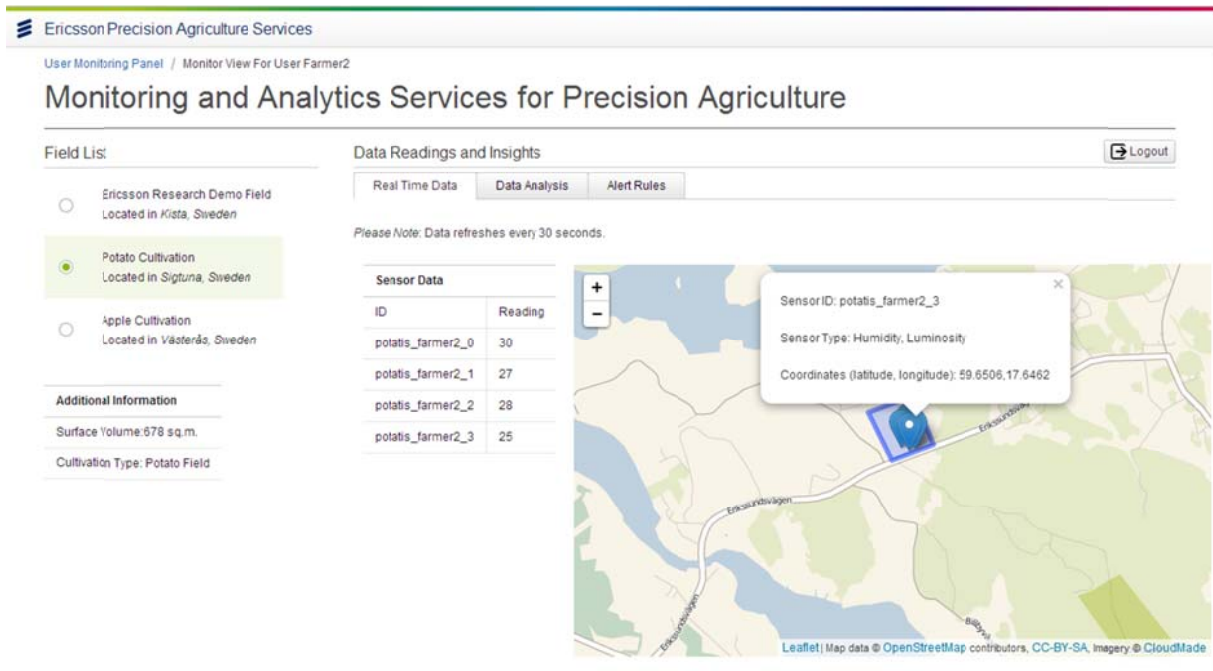 Ericsson Precision Agriculture Services
User Monitoring Panel / Monitor View For User Farmer2
Monitoring and Analytics Services for Precision Agriculture
Field List
Ericsson Research Demo Field
Located in Kista, Sweden
Potato Cultivation
Located in Sigtuna, Sweden
Apple Cultivation
Located in Västerås, Sweden
Additional Information
Surface Volume:678 sq.m.
Cultivation Type: Potato Field
Data Readings and Insights
Logout
Real Time Data
Data Analysis
Alert Rules
Please Note: Data refreshes every 30 seconds.
Sensor Data
ID Reading
potatis_farmer2_0 30
potatis_farmer2_1 27
potatis_farmer2_2 28
potatis_farmer2_3 25
+
−
×
SensorID: potatis_farmer2_3
Sensor Type: Humidity, Luminosity
Coordinates (latitude, longitude): 59.6506,17.6462
Erikssundsvägen
Erikssundsvägen
Erikssundsvägen
Leaflet | Map data © OpenStreetMap contributors, CC-BY-SA, Imagery © CloudMade